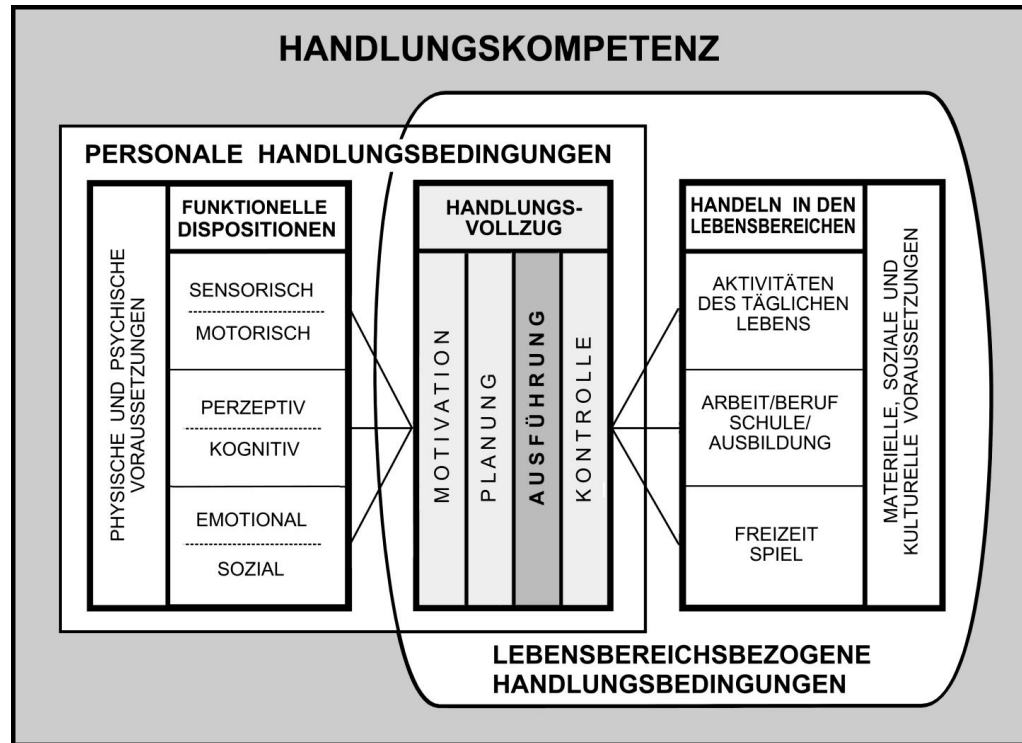 HANDLUNGSKOMPETENZ
PERSONALE HANDLUNGSBEDINGUNGEN
PHYSISCHE UND PSYCHISCHE
VORAUSSETZUNGEN
FUNKTIONELLE
DISPOSITIONEN
SENSORISCH
MOTORISCH
PERZEPTIV
KOGNITIV
EMOTIONAL
SOZIAL
HANDLUNGS-
VOLLZUG
MOTIVATION
PLANUNG
AUSFÜHRUNG
KONTROLLE
HANDELN IN DEN
LEBENSBEREICHEN
AKTIVITÄTEN
DES TÄGLICHEN
LEBENS
ARBEIT/BERUF
SCHULE/
AUSBILDUNG
FREIZEIT
SPIEL
MATERIELLE, SOZIALE UND
KULTURELLE VORAUSSETZUNGEN
LEBENSBEREICHSBEZOGENE
HANDLUNGSBEDINGUNGEN